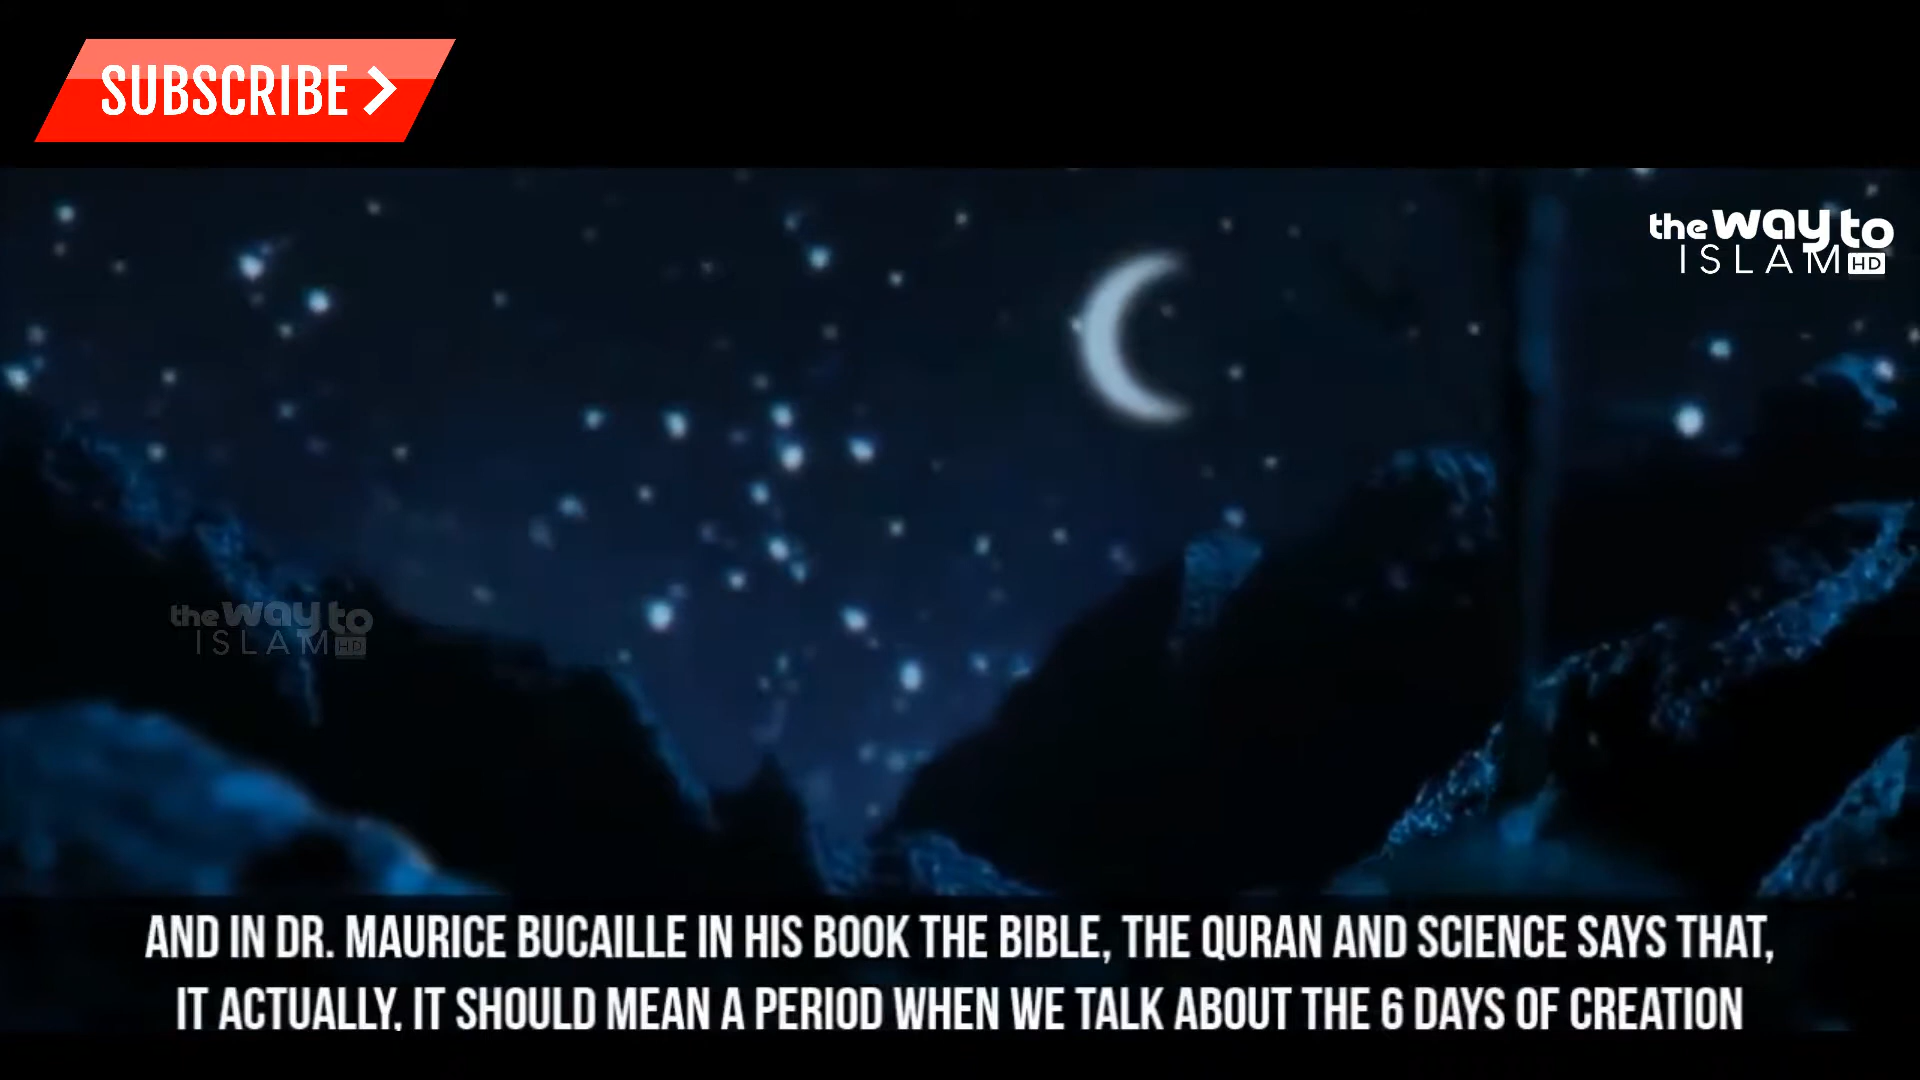 SUBSCRIBE
the way to
ISLAM HD
the way to
ISLAM HD
AND IN DR. MAURICE BUCAILLE IN HIS BOOK THE BIBLE, THE QURAN AND SCIENCE SAYS THAT,
IT ACTUALLY, IT SHOULD MEAN A PERIOD WHEN WE TALK ABOUT THE 6 DAYS OF CREATION